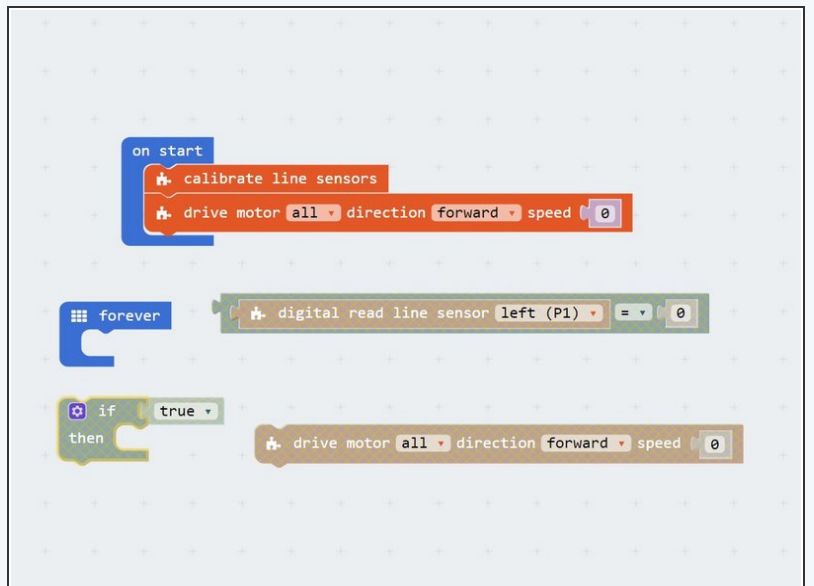 on start
calibrate line sensors
drive motor all direction forward speed 0
forever
digital read line sensor left (P1) = 0
if true
then
drive motor all direction forward speed 0